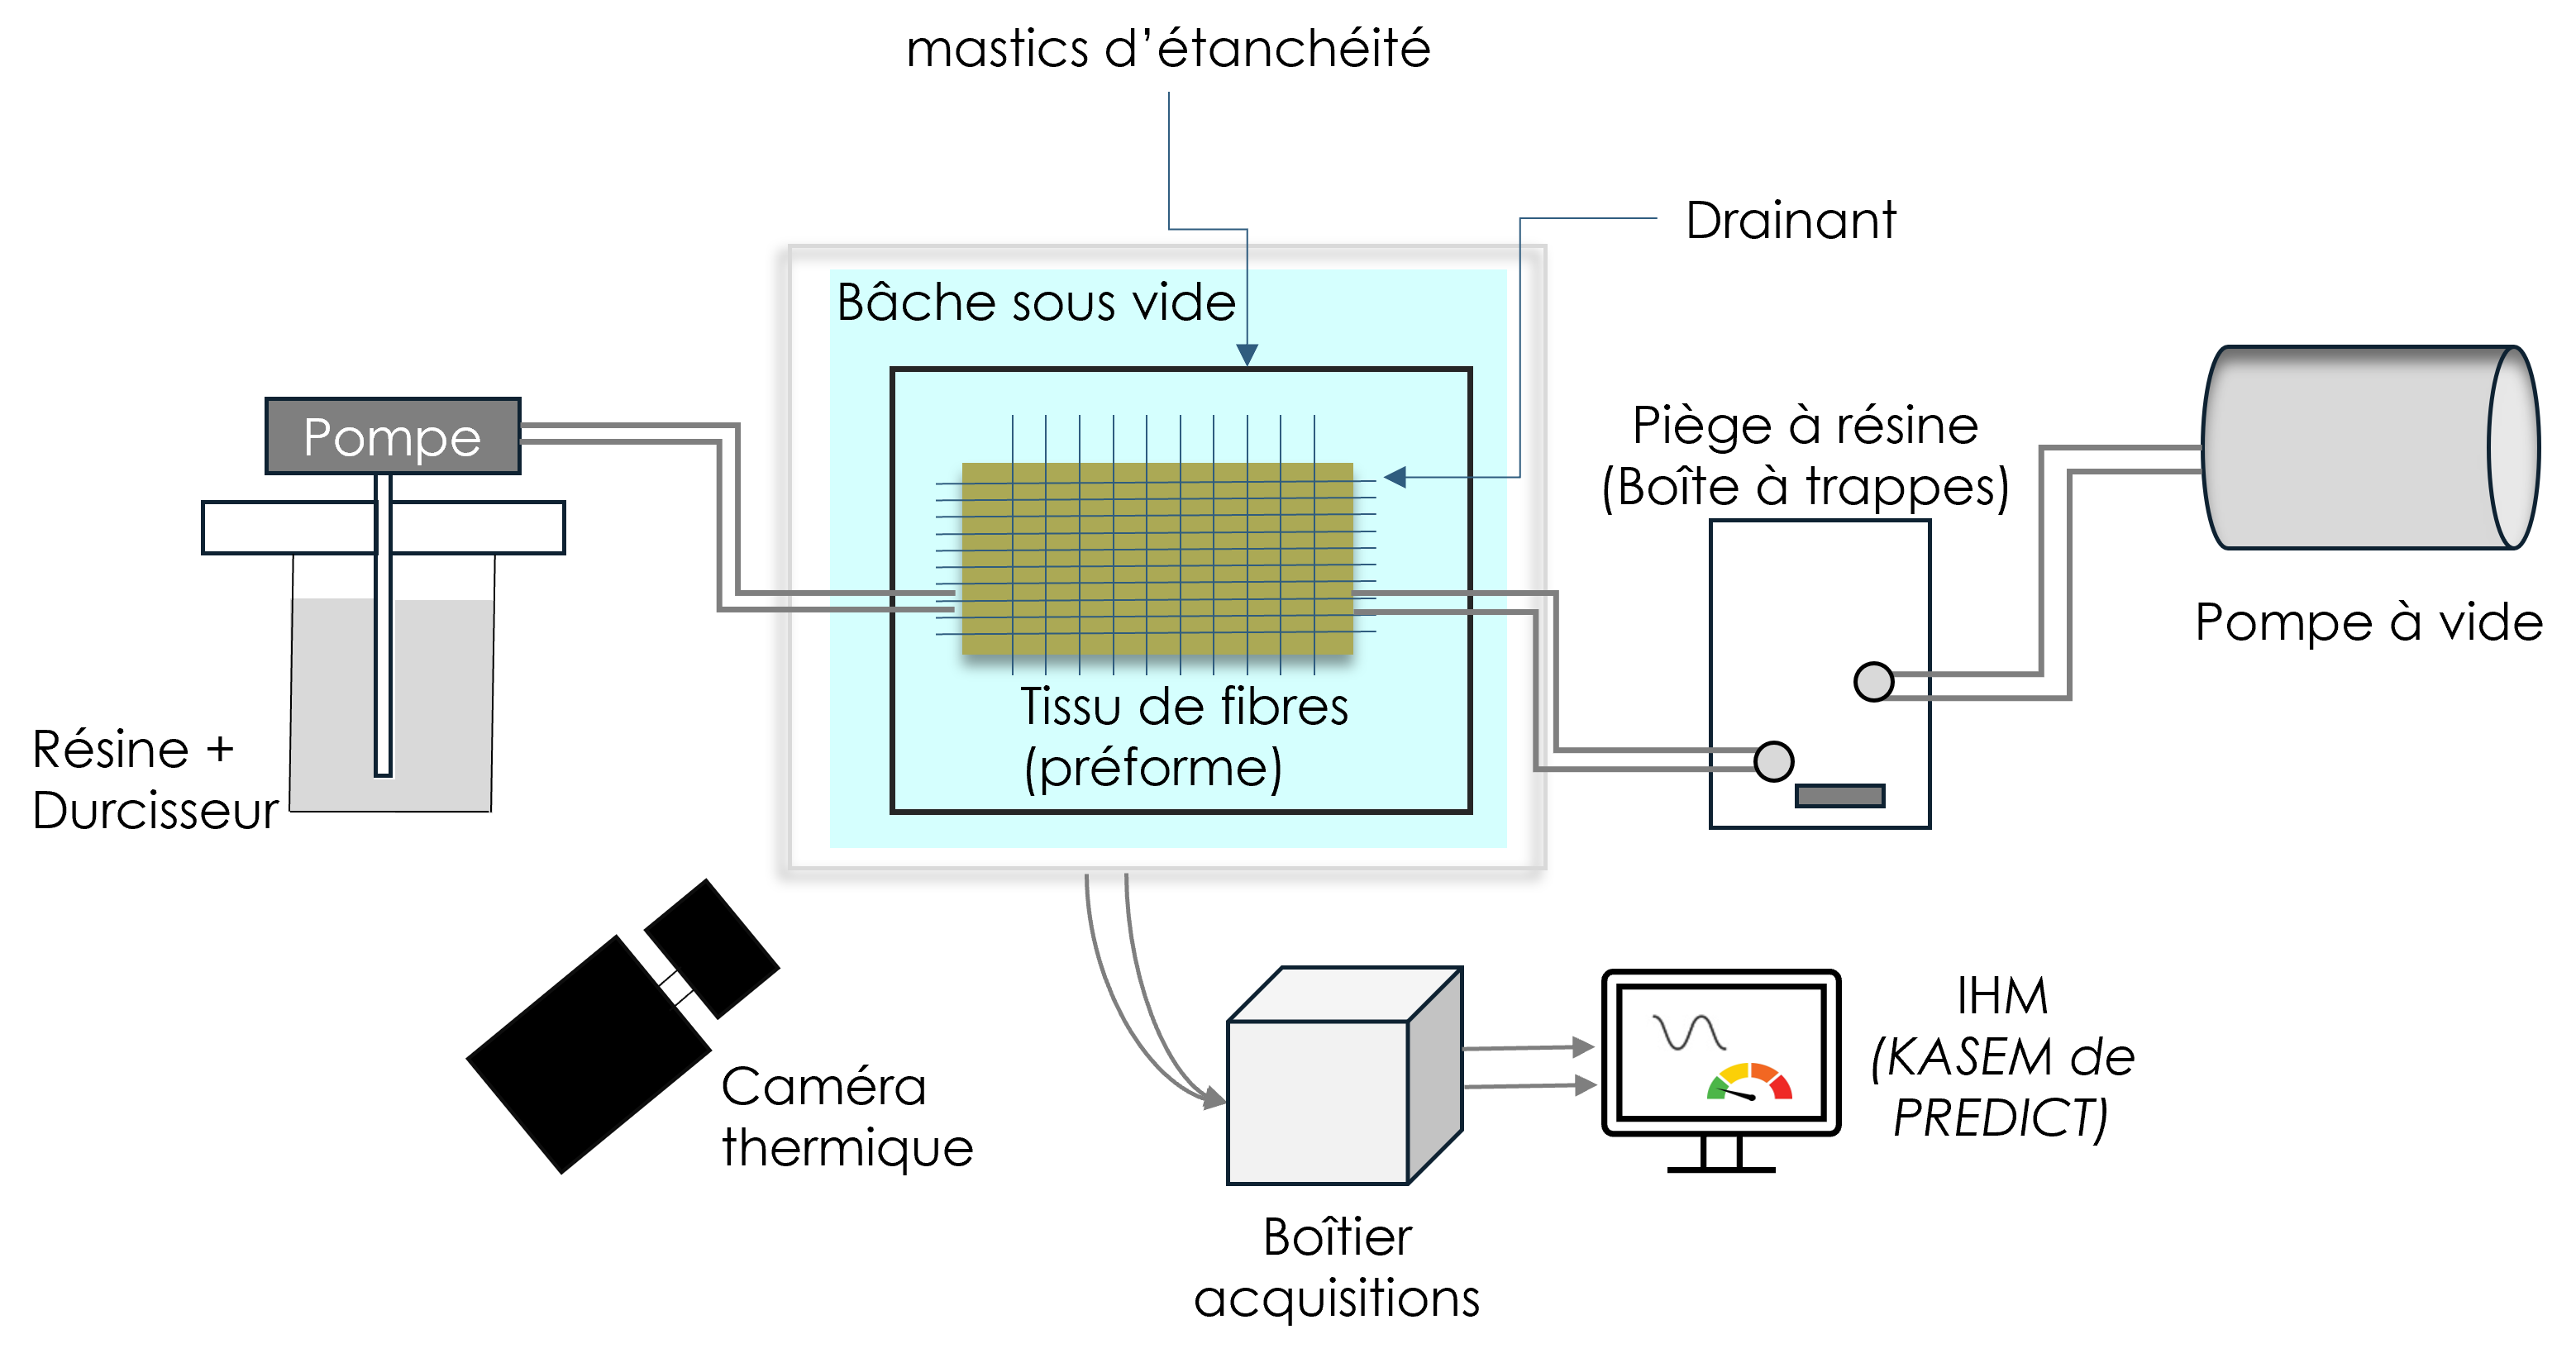 mastics d’étanchéité
Drainant
Bâche sous vide
Pompe
Piège à résine
(Boîte à trappes)
Pompe à vide
Tissu de fibres
(préforme)
Résine +
Durcisseur
Caméra
thermique
IHM
(KASEM de
PREDICT)
Boîtier
acquisitions